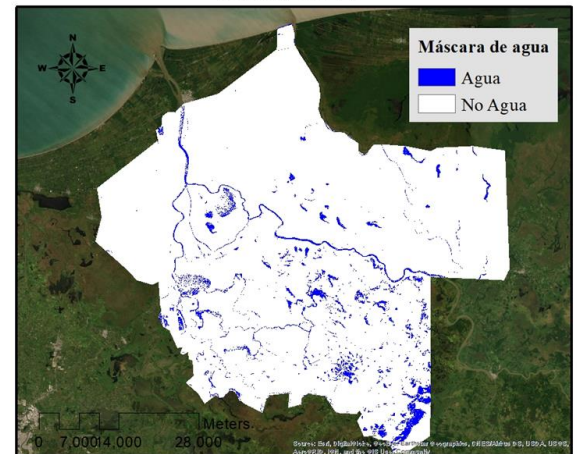 N
W E
S
Máscara de agua
Agua
No Agua
Meters
0 7,000 14,000 28,000